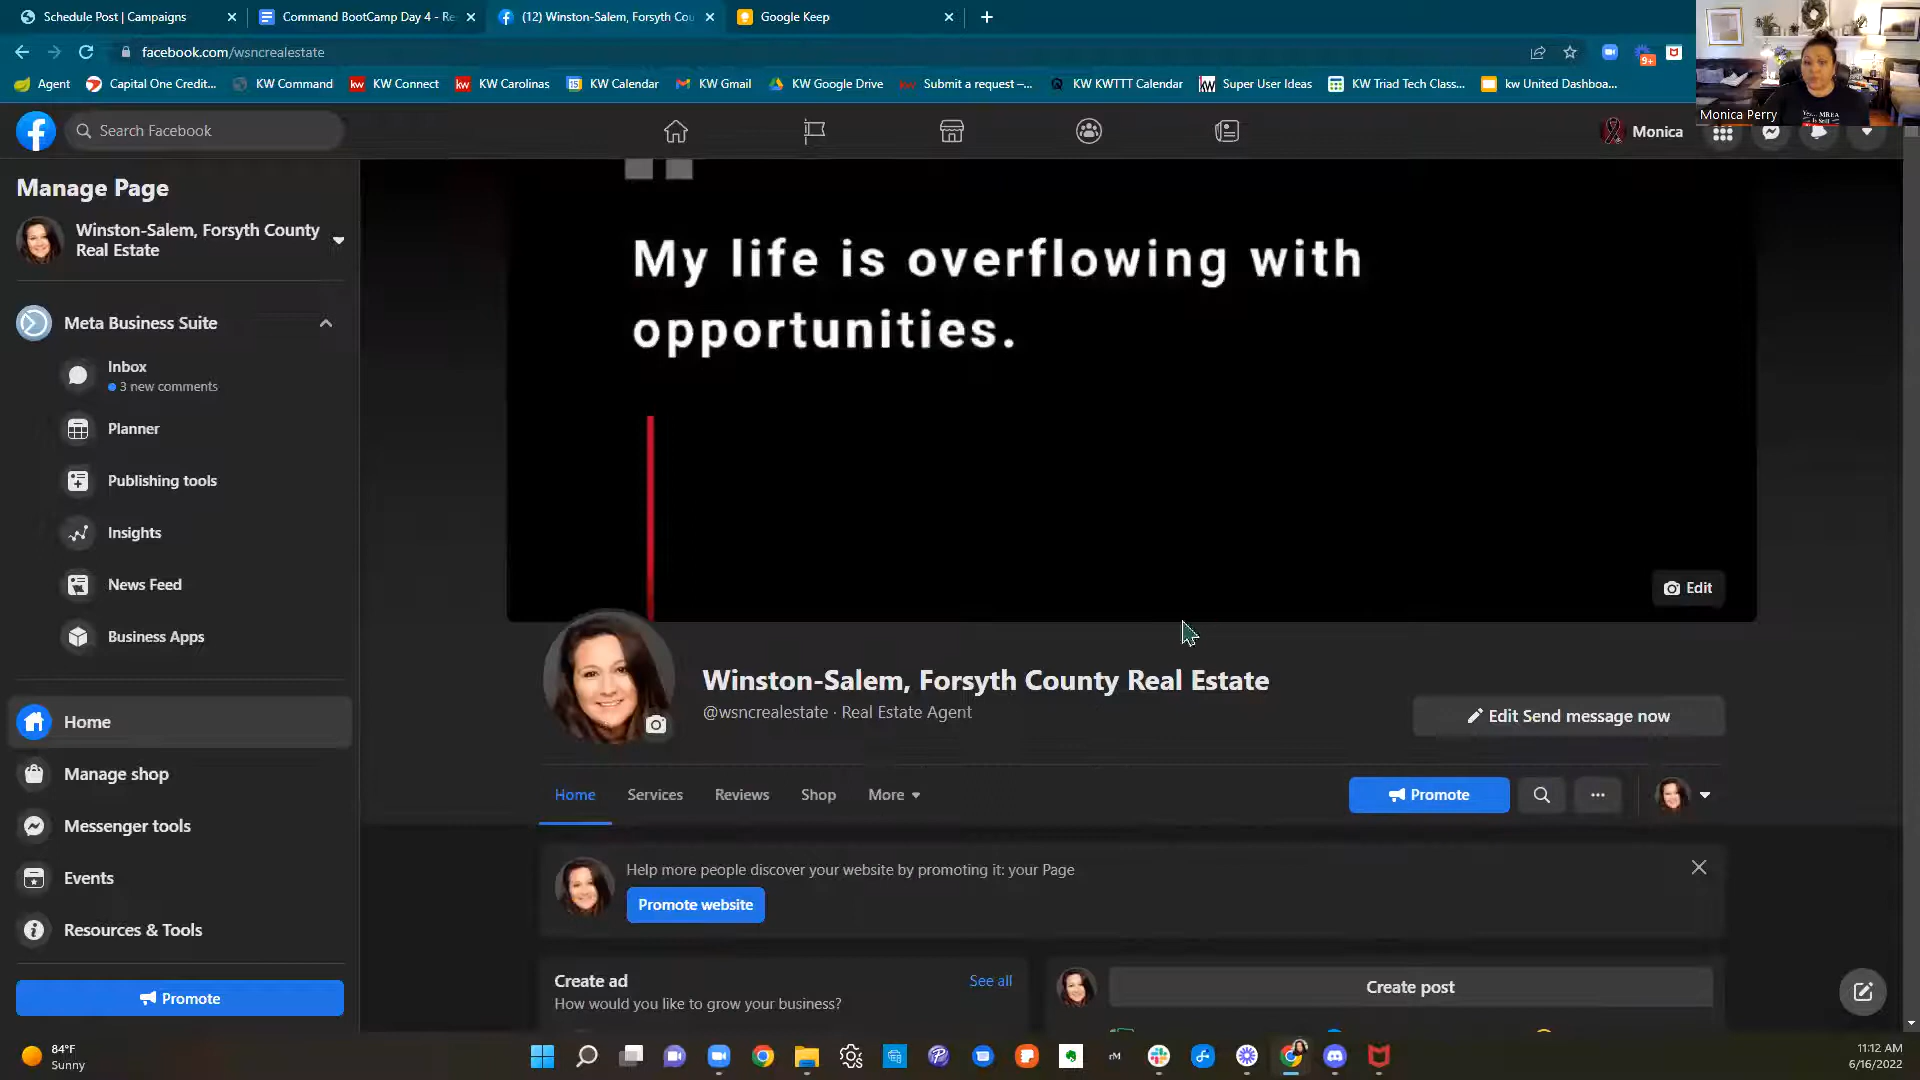 Schedule Post | Campaigns
Command BootCamp Day 4 - Re
(12) Winston-Salem, Forsyth Cou
Google Keep
facebook.com/wsncrealestate
9+
Agent
Capital One Credit...
KW Command
kw
KW Connect
kw
KW Carolinas
KW Calendar
KW Gmail
KW Google Drive
Submit a request –...
KW KWTTT Calendar
Super User Ideas
KW Triad Tech Class...
kw United Dashboa...
Monica Perry
Search Facebook
Monica
Manage Page
Winston-Salem, Forsyth County
Real Estate
Meta Business Suite
Inbox
3 new comments
Planner
Publishing tools
Insights
News Feed
Business Apps
Home
Manage shop
Messenger tools
Events
Resources & Tools
Promote
My life is overflowing with
opportunities.
Edit
Winston-Salem, Forsyth County Real Estate
@wsncrealestate · Real Estate Agent
Edit Send message now
Home
Services
Reviews
Shop
More
Promote
Help more people discover your website by promoting it: your Page
Promote website
Create ad
See all
How would you like to grow your business?
Create post
84°F
Sunny
rM
11:12 AM
6/16/2022